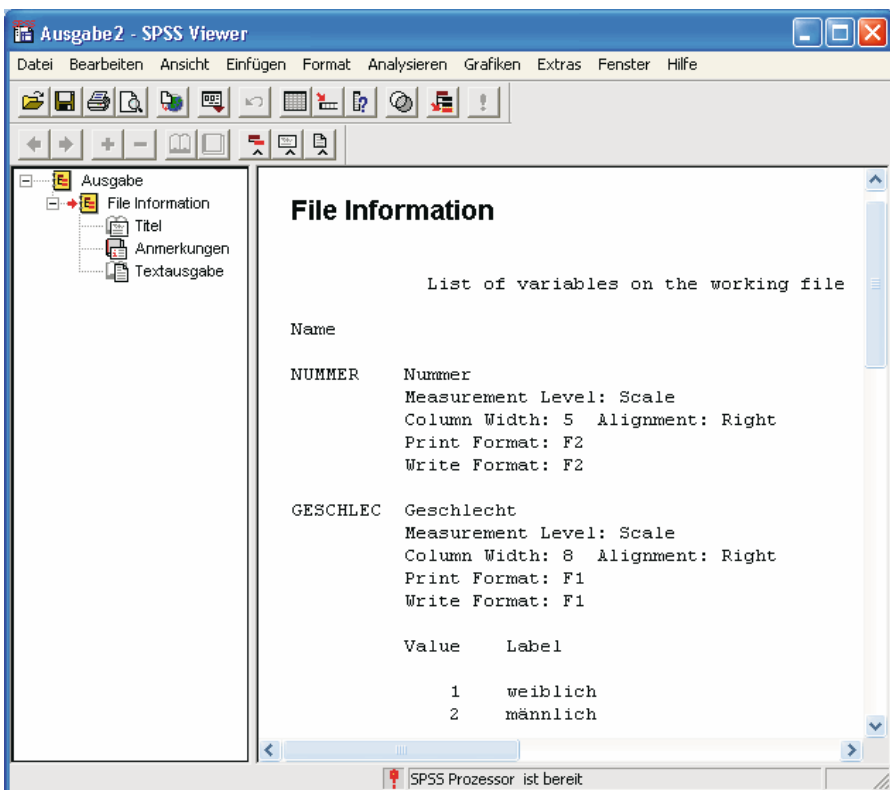 Ausgabe2 - SPSS Viewer
Datei Bearbeiten Ansicht Einfügen Format Analysieren Grafiken Extras Fenster Hilfe
Ausgabe
File Information
Titel
Anmerkungen
Textausgabe
File Information
List of variables on the working file
Name
NUMMER Nummer
Measurement Level: Scale
Column Width: 5 Alignment: Right
Print Format: F2
Write Format: F2
GESCHLEC Geschlecht
Measurement Level: Scale
Column Width: 8 Alignment: Right
Print Format: F1
Write Format: F1
Value Label
1 weiblich
2 männlich
SPSS Prozessor ist bereit